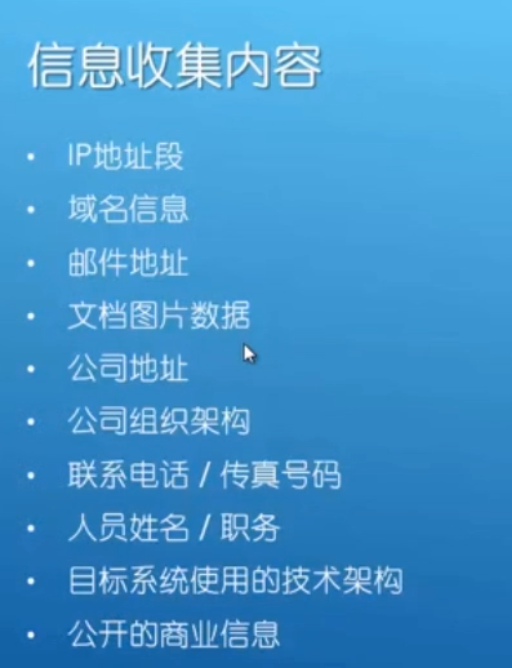 信息收集内容
• IP地址段
• 域名信息
• 邮件地址
• 文档图片数据
• 公司地址
• 公司组织架构
• 联系电话 / 传真号码
• 人员姓名 / 职务
• 目标系统使用的技术架构
• 公开的商业信息